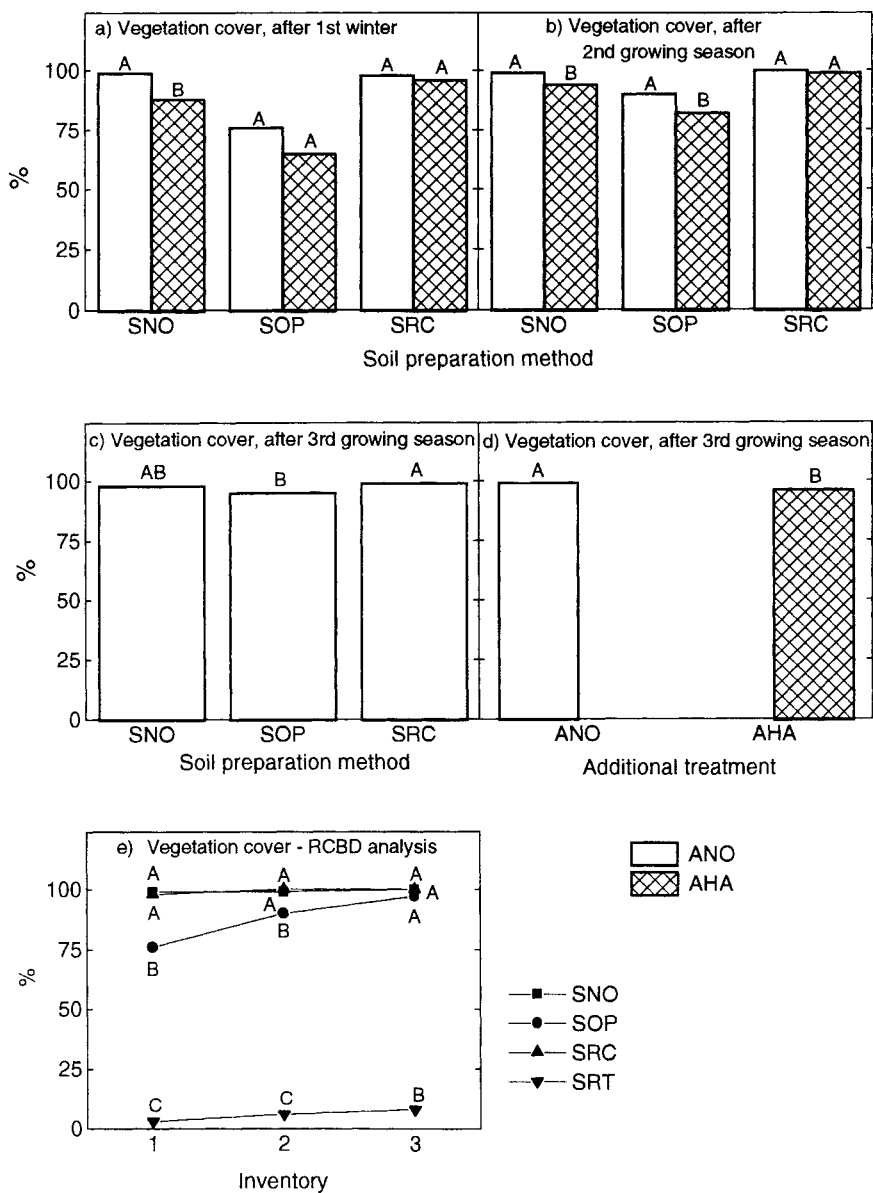 a) Vegetation cover, after 1st winter
b) Vegetation cover, after
2nd growing season
100
75
50
25
0
%
A
B
A
A
A
A
A
B
A
B
A
A
SNO
SOP
SRC
SNO
SOP
SRC
Soil preparation method
c) Vegetation cover, after 3rd growing season
d) Vegetation cover, after 3rd growing season
100
75
50
25
0
%
AB
B
A
A
B
SNO
SOP
SRC
ANO
AHA
Soil preparation method
Additional treatment
e) Vegetation cover - RCBD analysis
100
75
50
25
0
%
A
A
A
A
A
A
B
B
A
C
C
B
1
2
3
Inventory
ANO
AHA
SNO
SOP
SRC
SRT